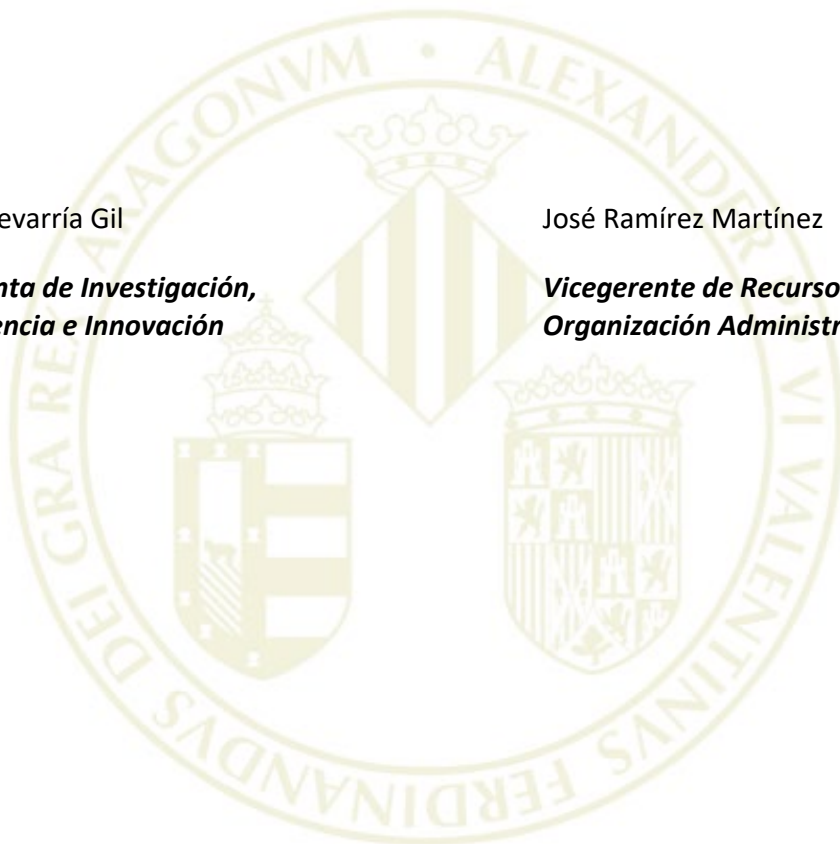 evarría Gil
nta de Investigación,
encia e Innovación
José Ramírez Martínez
Vicegerente de Recurso
Organización Administr
ALEXANDER • VI VALENTINVS FERDINANDVS DEI GRA REX ARAGONVM •